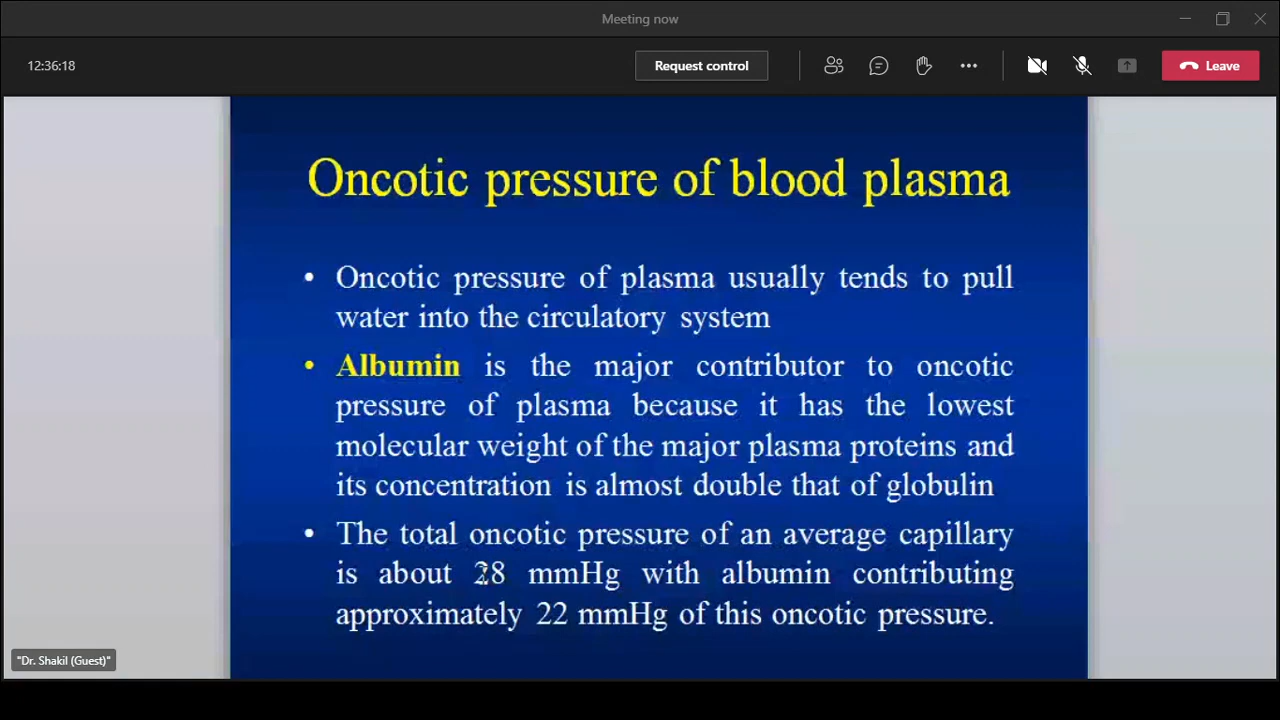 Meeting now
12:36:18
Request control
Leave
Oncotic pressure of blood plasma
• Oncotic pressure of plasma usually tends to pull
water into the circulatory system
• Albumin is the major contributor to oncotic
pressure of plasma because it has the lowest
molecular weight of the major plasma proteins and
its concentration is almost double that of globulin
• The total oncotic pressure of an average capillary
is about 28 mmHg with albumin contributing
approximately 22 mmHg of this oncotic pressure.
"Dr. Shakil (Guest)"